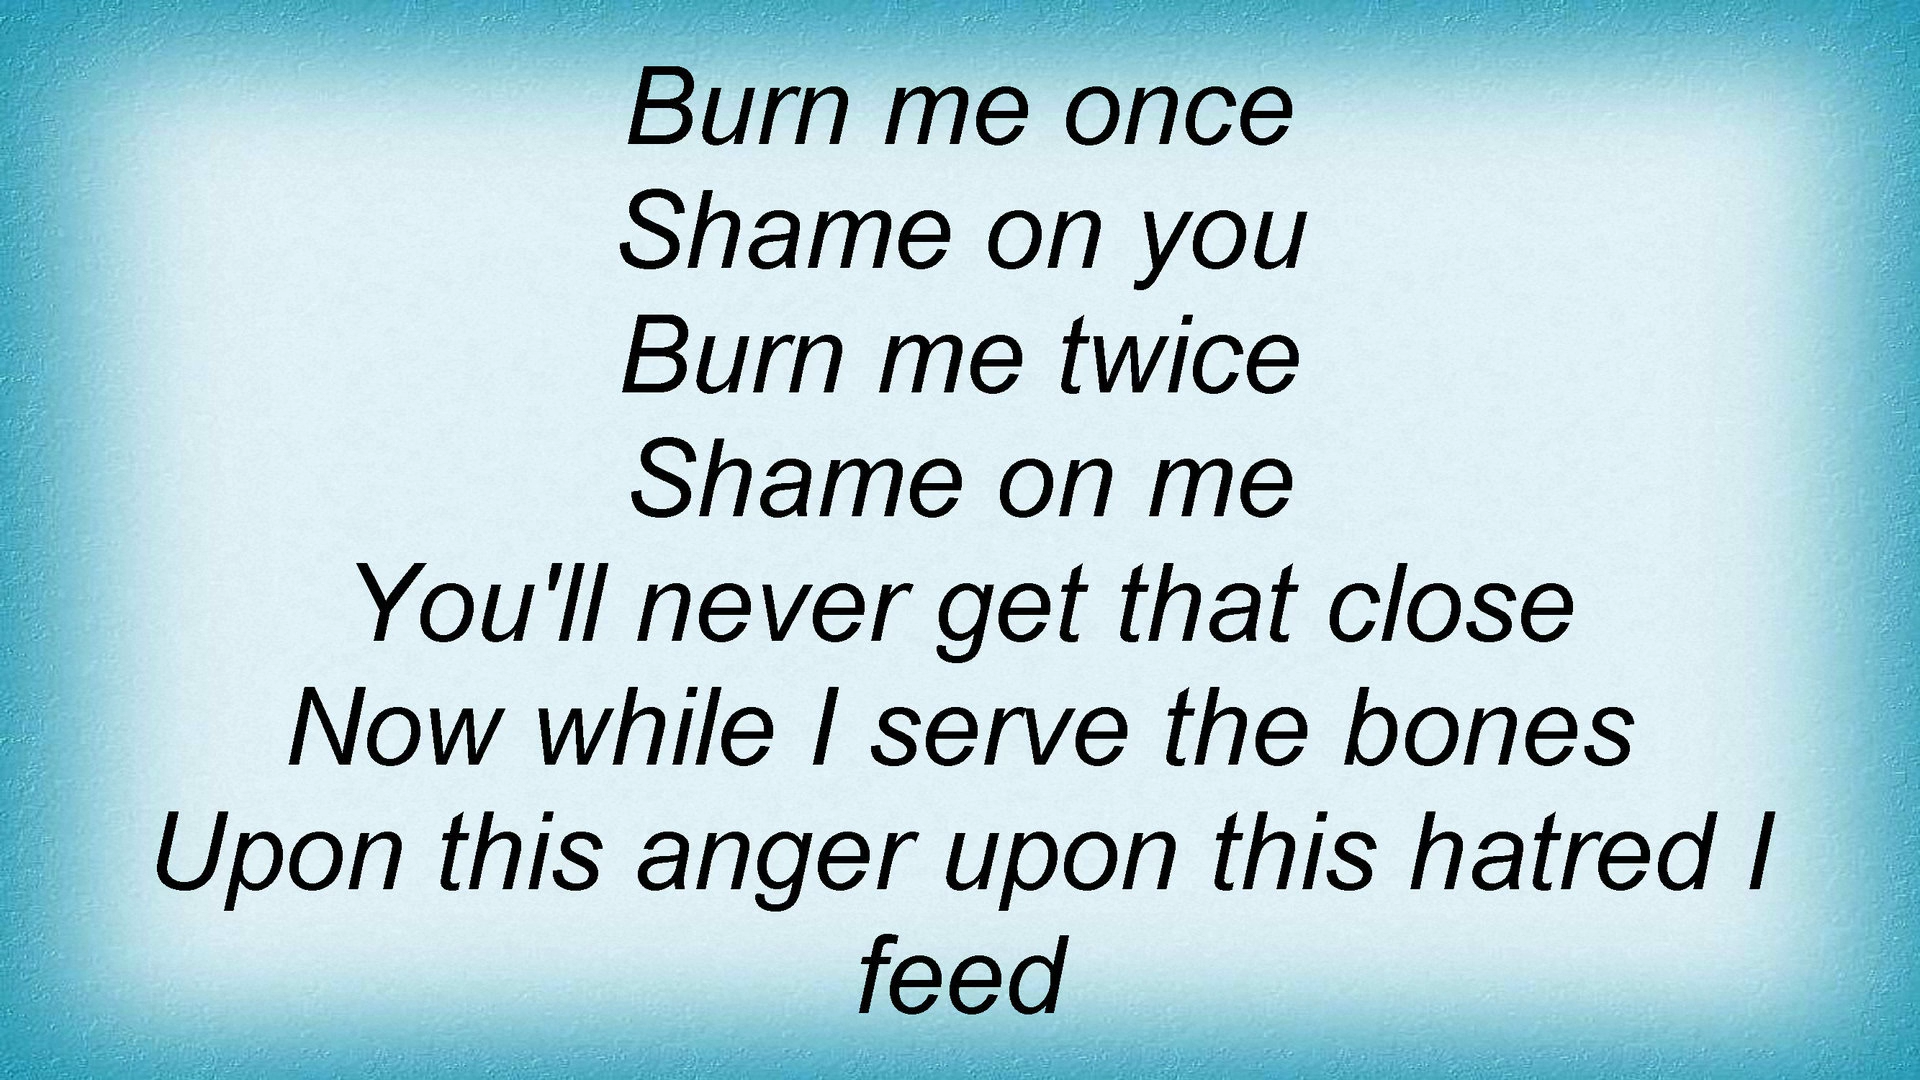 Burn me once
Shame on you
Burn me twice
Shame on me
You'll never get that close
Now while I serve the bones
Upon this anger upon this hatred I
feed